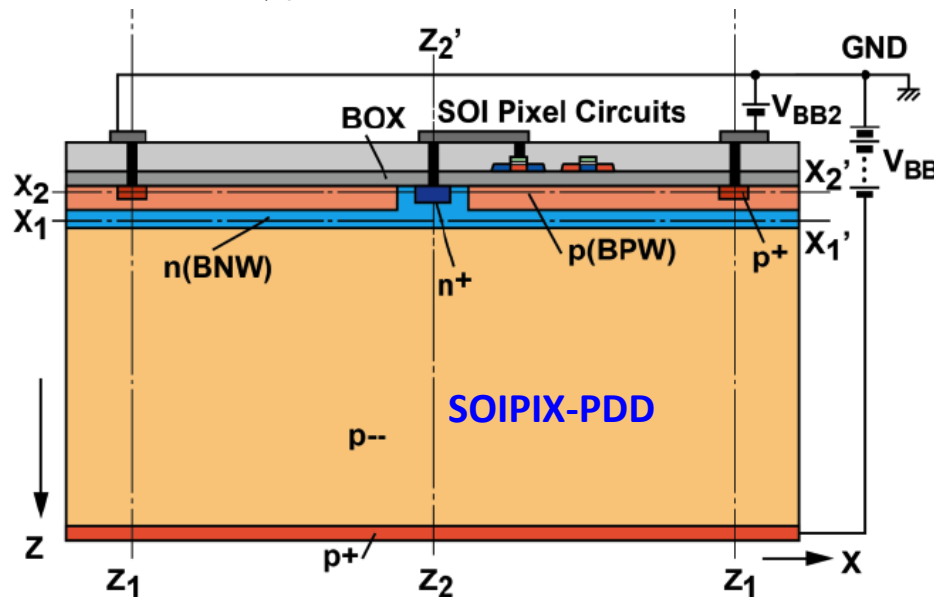 Z2'
GND
SOI Pixel Circuits
VBB2
BOX
VBB
X2
X2'
X1
X1'
n(BNW)
n+
p(BPW)
p+
SOIPIX-PDD
p--
Z
p+
X
Z1
Z2
Z1